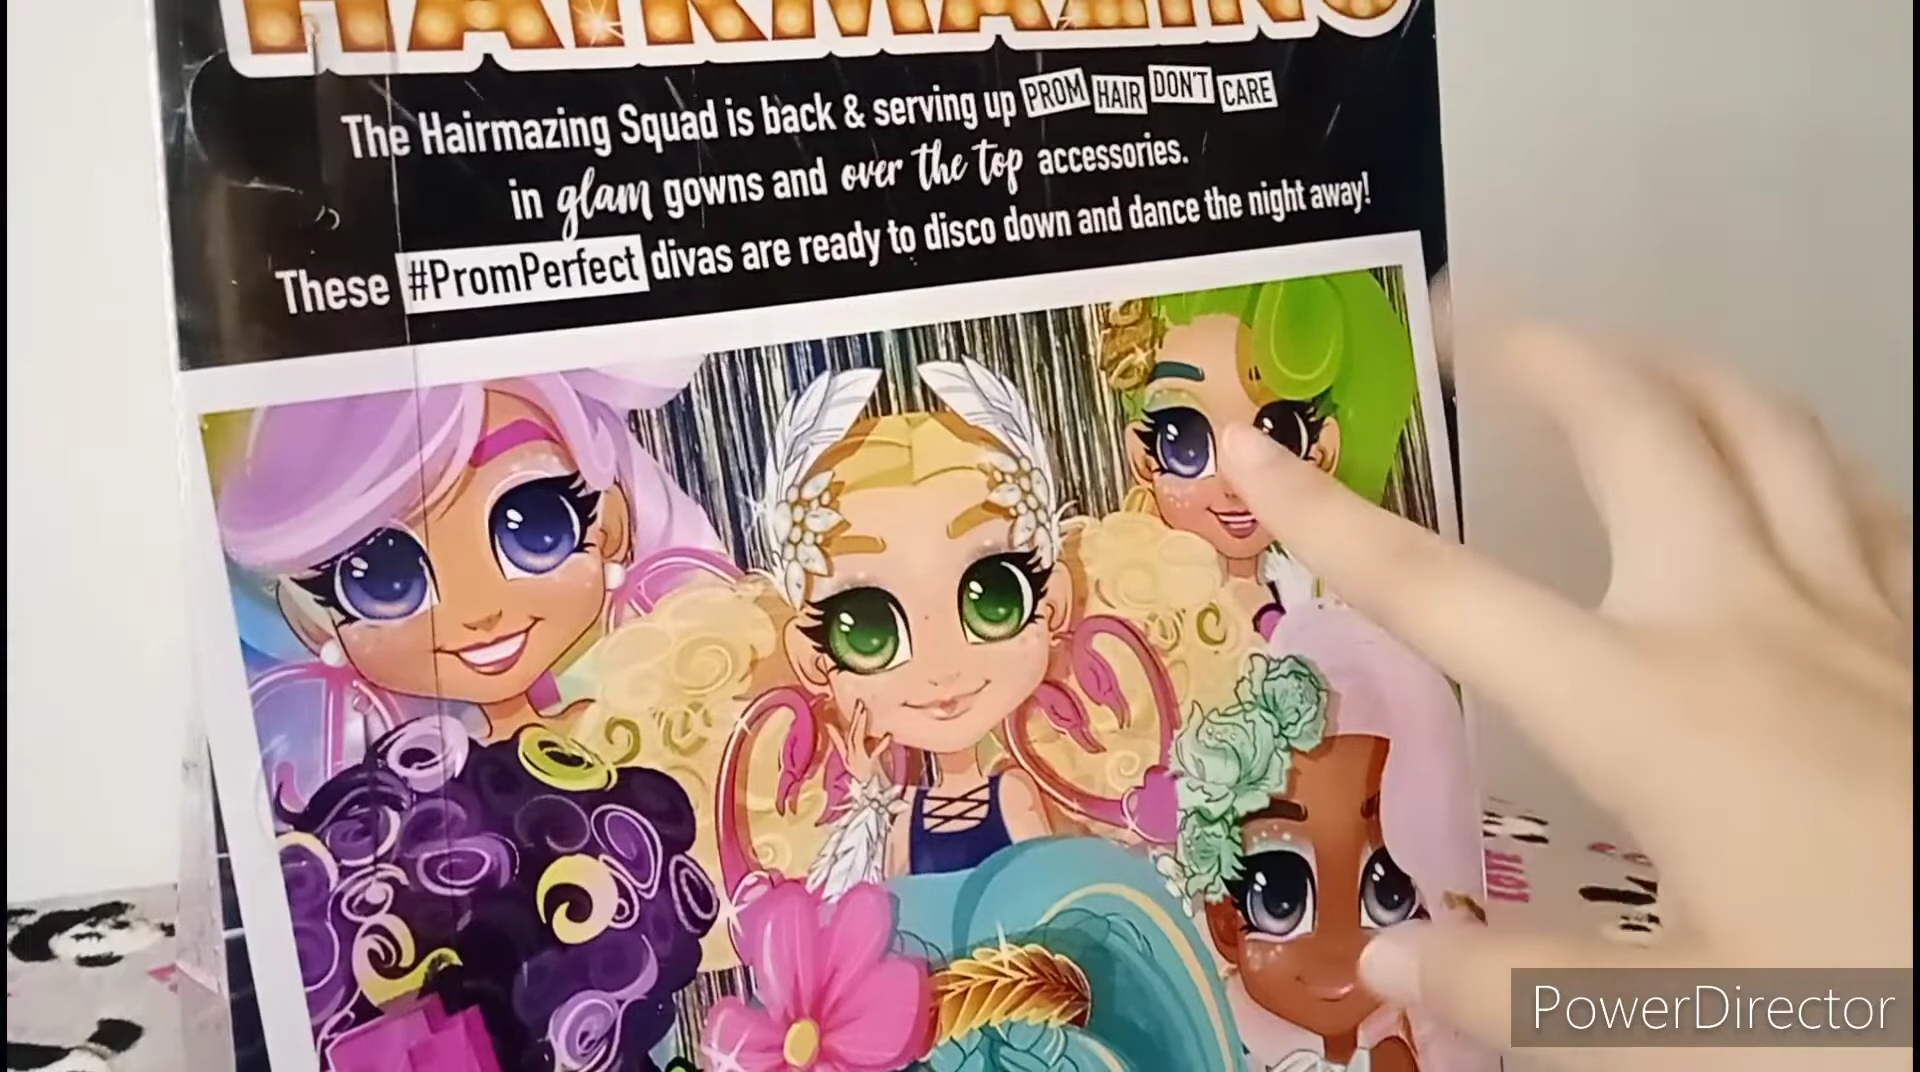 HAIRMAZING
The Hairmazing Squad is back & serving up PROM HAIR DON'T CARE
in glam gowns and over the top accessories.
These #PromPerfect divas are ready to disco down and dance the night away!
PowerDirector